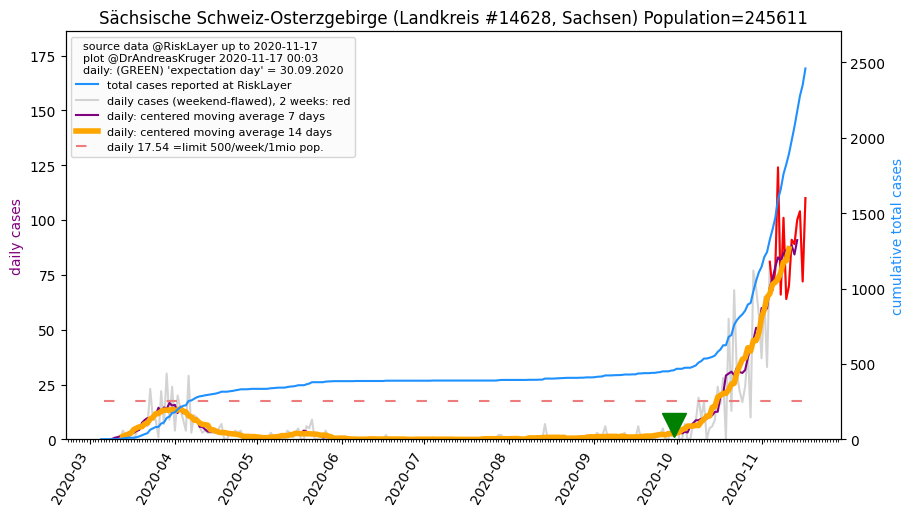 Sächsische Schweiz-Osterzgebirge (Landkreis #14628, Sachsen) Population=245611
source data @RiskLayer up to 2020-11-17
plot @DrAndreasKruger 2020-11-17 00:03
daily: (GREEN) 'expectation day' = 30.09.2020
total cases reported at RiskLayer
daily cases (weekend-flawed), 2 weeks: red
daily: centered moving average 7 days
daily: centered moving average 14 days
daily 17.54 =limit 500/week/1mio pop.
daily cases
175
150
125
100
75
50
25
0
cumulative total cases
2500
2000
1500
1000
500
0
2020-03
2020-04
2020-05
2020-06
2020-07
2020-08
2020-09
2020-10
2020-11